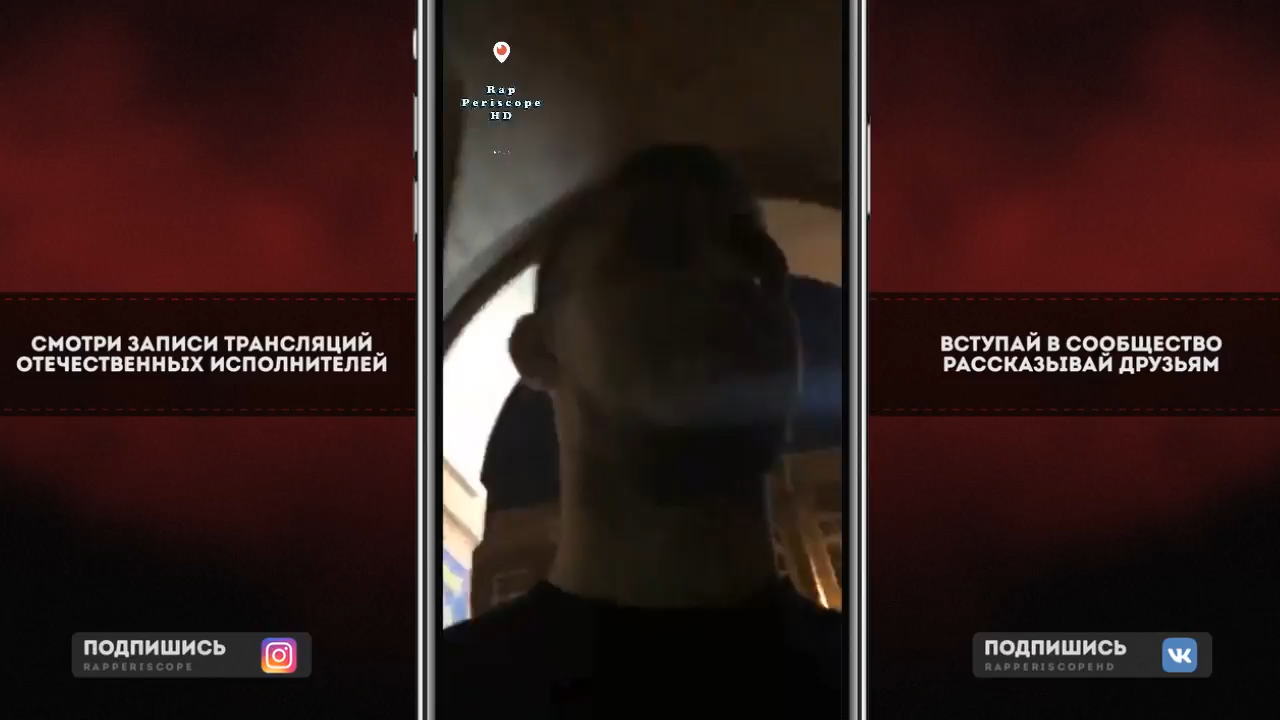 Rap
Periscope
HD
СМОТРИ ЗАПИСИ ТРАНСЛЯЦИЙ
ОТЕЧЕСТВЕННЫХ ИСПОЛНИТЕЛЕЙ
ВСТУПАЙ В СООБЩЕСТВО
РАССКАЗЫВАЙ ДРУЗЬЯМ
ПОДПИШИСЬ
RAPPERISCOPE
ПОДПИШИСЬ
RAPPERISCOPEHD